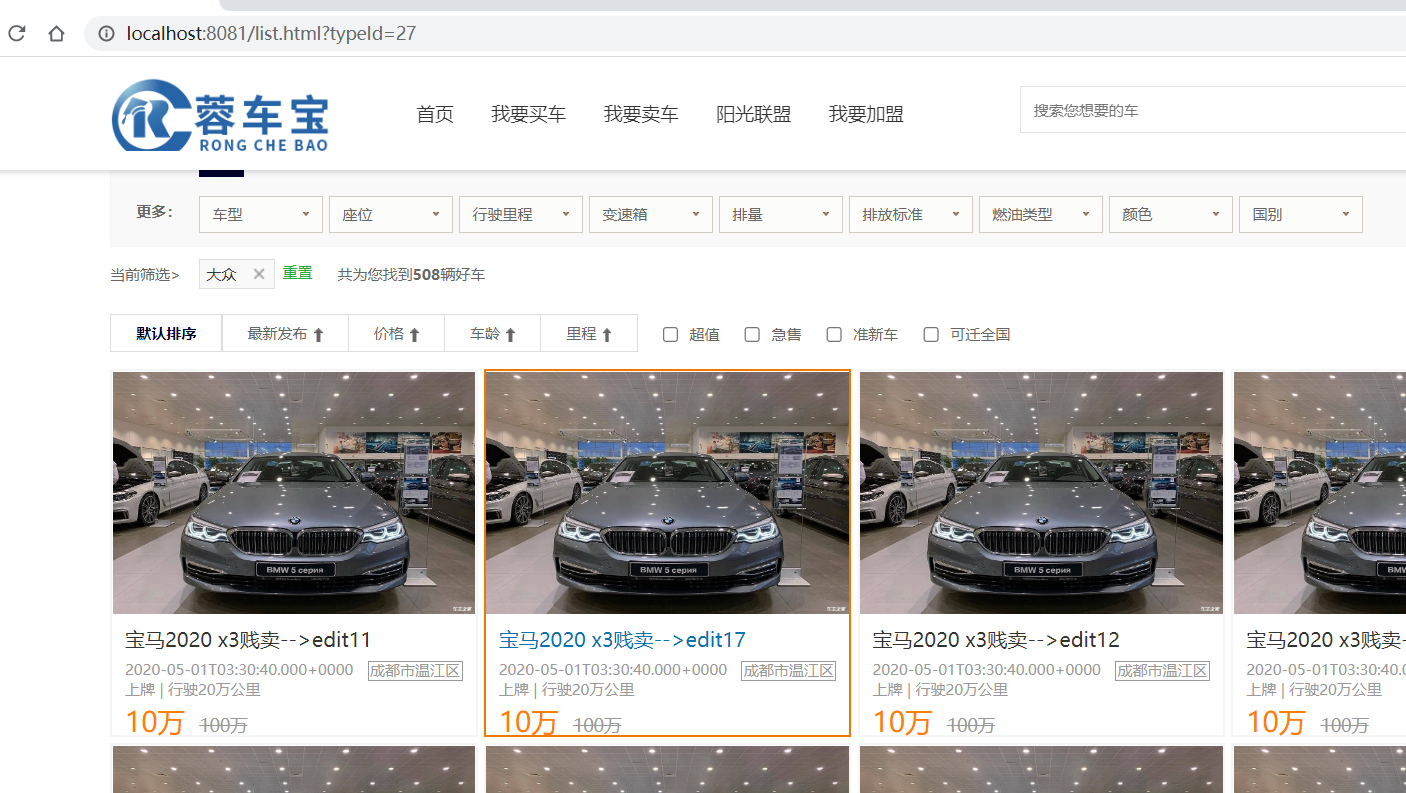 localhost:8081/list.html?typeId=27
蓉车宝
RONG CHE BAO
首页 我要买车 我要卖车 阳光联盟 我要加盟
搜索您想要的车
更多: 车型 座位 行驶里程 变速箱 排量 排放标准 燃油类型 颜色 国别
当前筛选> 大众 × 重置 共为您找到508辆好车
默认排序 最新发布 价格 车龄 里程 超值 急售 准新车 可迁全国
BMW 5 серия
BMW 5 серия
BMW 5 серия
宝马2020 x3贱卖-->edit11
2020-05-01T03:30:40.000+0000 成都市温江区
上牌 | 行驶20万公里
10万 100万
宝马2020 x3贱卖-->edit17
2020-05-01T03:30:40.000+0000 成都市温江区
上牌 | 行驶20万公里
10万 100万
宝马2020 x3贱卖-->edit12
2020-05-01T03:30:40.000+0000 成都市温江区
上牌 | 行驶20万公里
10万 100万
宝马2020 x3贱卖-
2020-05-01T03:30:40
上牌 | 行驶20万公里
10万 100万